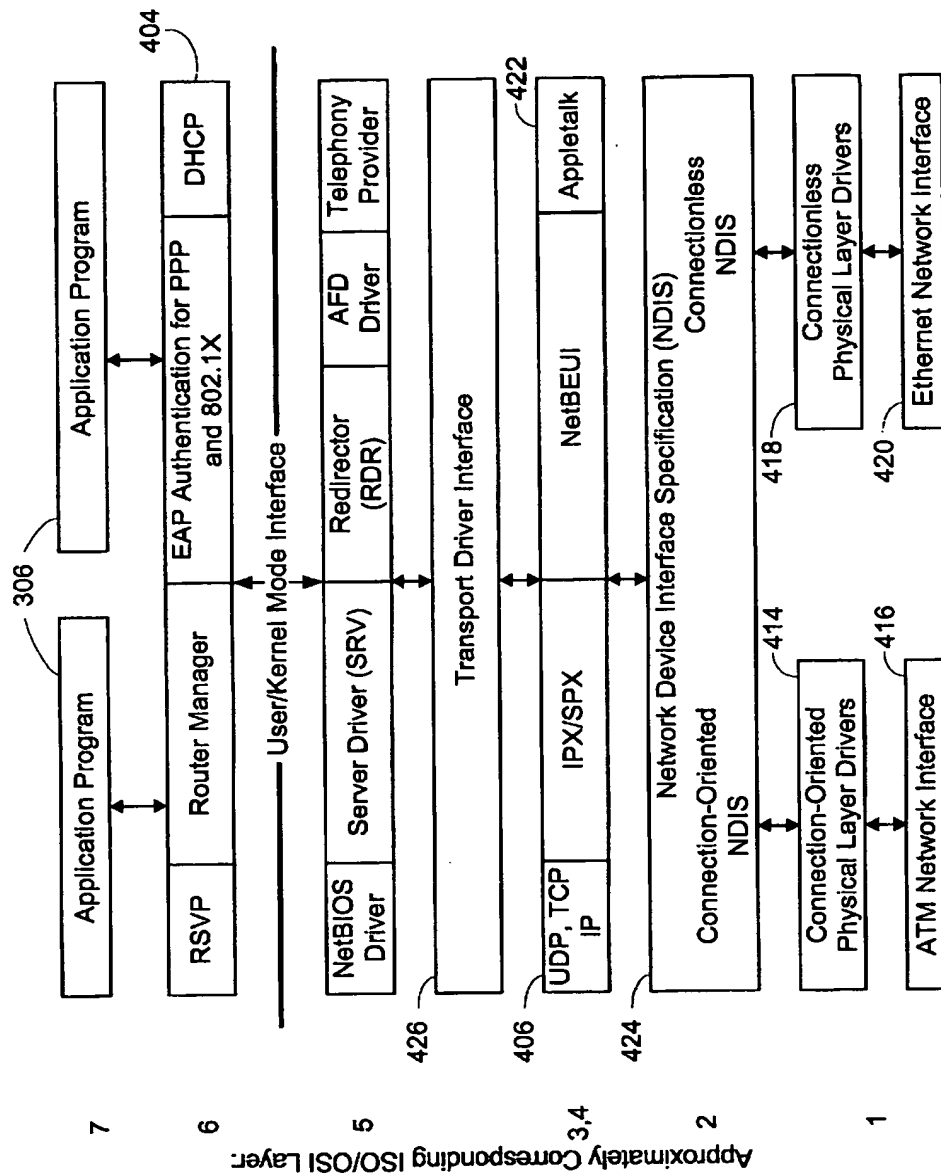 Approximately Corresponding ISO/OSI Layer.
7
306
Application Program
Application Program
6
404
RSVP
Router Manager
EAP Authentication for PPP
and 802.1X
DHCP
User/Kernel Mode Interface
5
NetBIOS
Driver
Server Driver (SRV)
Redirector
(RDR)
AFD
Driver
Telephony
Provider
426
Transport Driver Interface
3,4
406
422
UDP, TCP
IP
IPX/SPX
NetBEUI
Appletalk
2
424
Network Device Interface Specification (NDIS)
Connection-Oriented
NDIS
Connectionless
NDIS
1
414
Connection-Oriented
Physical Layer Drivers
418
Connectionless
Physical Layer Drivers
416
ATM Network Interface
420
Ethernet Network Interface